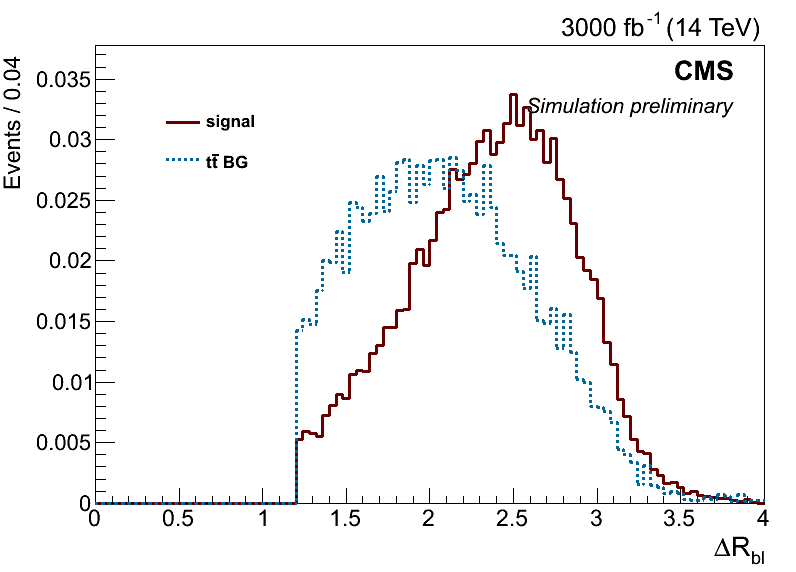 3000 fb⁻¹ (14 TeV)
Events / 0.04
CMS
Simulation preliminary
signal
tt̄ BG
0.035
0.03
0.025
0.02
0.015
0.01
0.005
0
0 0.5 1 1.5 2 2.5 3 3.5 4
ΔR_bl